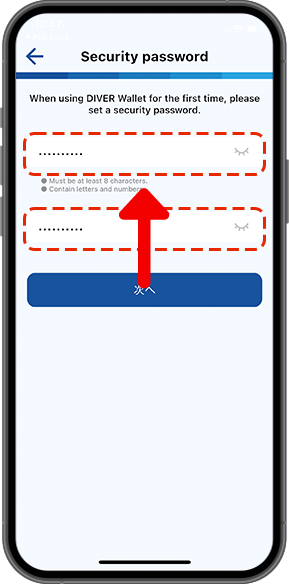 Security password
When using DIVER Wallet for the first time, please
set a security password.
••••••••••
Must be at least 8 characters.
Contain letters and
••••••••••
次へ